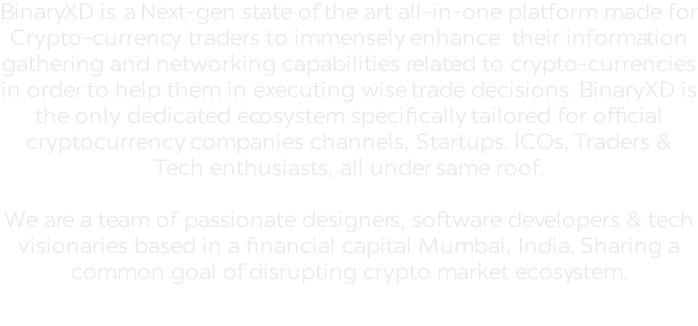 BinaryXD is a Next-gen state of the art all-in-one platform made for
Crypto-currency traders to immensely enhance their information
gathering and networking capabilities related to crypto-currencies
in order to help them in executing wise trade decisions. BinaryXD is
the only dedicated ecosystem specifically tailored for official
cryptocurrency companies channels, Startups. ICOs, Traders &
Tech enthusiasts, all under same roof.
We are a team of passionate designers, software developers & tech
visionaries based in a financial capital Mumbai, India. Sharing a
common goal of disrupting crypto market ecosystem.